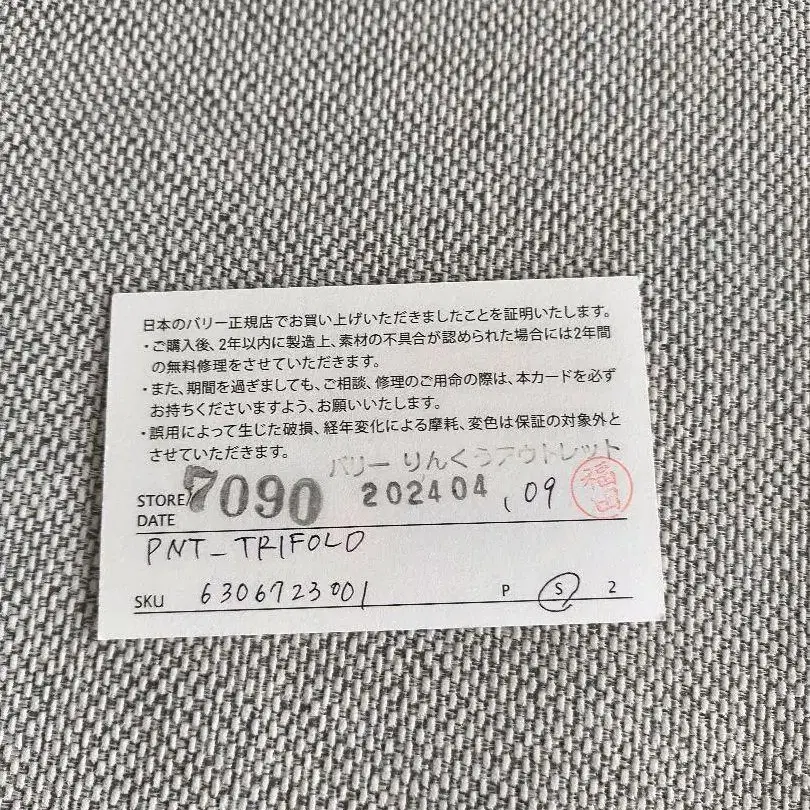 日本のバリー正規店でお買い上げいただきましたことを証明いたします。
・ご購入後、2年以内に製造上、素材の不具合が認められた場合には2年間
の無料修理をさせていただきます。
・また、期間を過ぎましても、ご相談、修理のご用命の際は、本カードを必ず
お持ちくださいますよう、お願いいたします。
・誤用によって生じた破損、経年変化による摩耗、変色は保証の対象外と
させていただきます。
バリー りんくうアウトレット
STORE 7090 202404 .09 福山
DATE
PNT_TRIFOLD
SKU 6306723001 P S 2